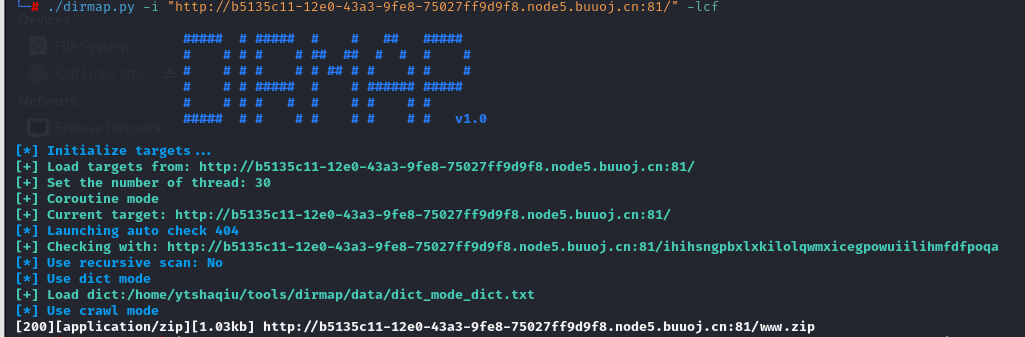 # ./dirmap.py -i "http://b5135c11-12e0-43a3-9fe8-75027ff9d9f8.node5.buuoj.cn:81/" -lcf
Devices
File System
Kali Linux am...
Network
Browse Network
v1.0
[*] Initialize targets...
[+] Load targets from: http://b5135c11-12e0-43a3-9fe8-75027ff9d9f8.node5.buuoj.cn:81/
[+] Set the number of thread: 30
[+] Coroutine mode
[+] Current target: http://b5135c11-12e0-43a3-9fe8-75027ff9d9f8.node5.buuoj.cn:81/
[*] Launching auto check 404
[+] Checking with: http://b5135c11-12e0-43a3-9fe8-75027ff9d9f8.node5.buuoj.cn:81/ihihsngpbxlxkilolqwmxicegpowuiilihmfdfpoqa
[*] Use recursive scan: No
[*] Use dict mode
[+] Load dict:/home/ytshaqiu/tools/dirmap/data/dict_mode_dict.txt
[*] Use crawl mode
[200][application/zip][1.03kb] http://b5135c11-12e0-43a3-9fe8-75027ff9d9f8.node5.buuoj.cn:81/www.zip